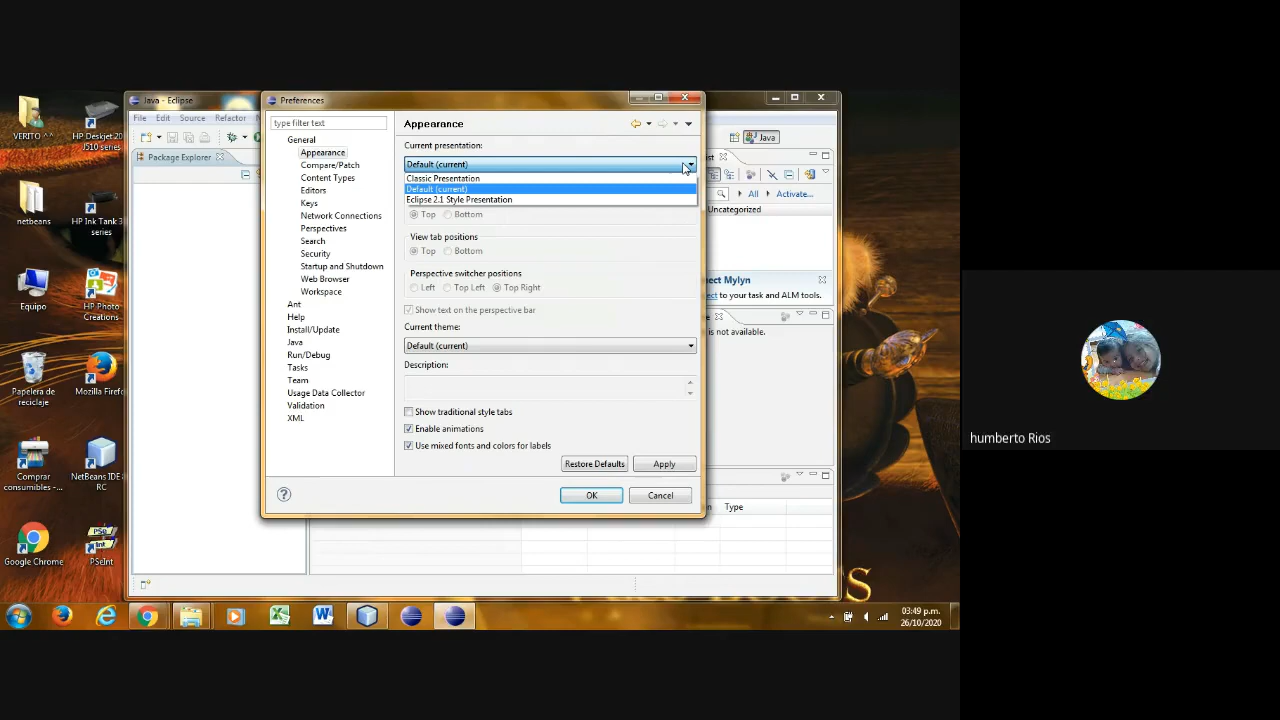 Java - Eclipse
File Edit Source Refactor
Java
Package Explorer
Preferences
type filter text
General
Appearance
Compare/Patch
Content Types
Editors
Keys
Network Connections
Perspectives
Search
Security
Startup and Shutdown
Web Browser
Workspace
Ant
Help
Install/Update
Java
Run/Debug
Tasks
Team
Usage Data Collector
Validation
XML
Appearance
Current presentation:
Default (current)
Classic Presentation
Default (current)
Eclipse 2.1 Style Presentation
Top Bottom
View tab positions
Top Bottom
Perspective switcher positions
Left Top Left Top Right
Show text on the perspective bar
Current theme:
Default (current)
Description:
Show traditional style tabs
Enable animations
Use mixed fonts and colors for labels
Restore Defaults Apply
OK Cancel
All Activate...
Uncategorized
to your task and ALM tools.
is not available.
Type
VERITO ^^
HP Deskjet 20
J510 series
netbeans
HP Ink Tank 3
series
Equipo
HP Photo
Creations
Papelera de
reciclaje
Mozilla Firefo
Comprar
consumibles -...
NetBeans IDE
RC
Google Chrome
PSeInt
03:49 p.m.
26/10/2020
humberto Rios